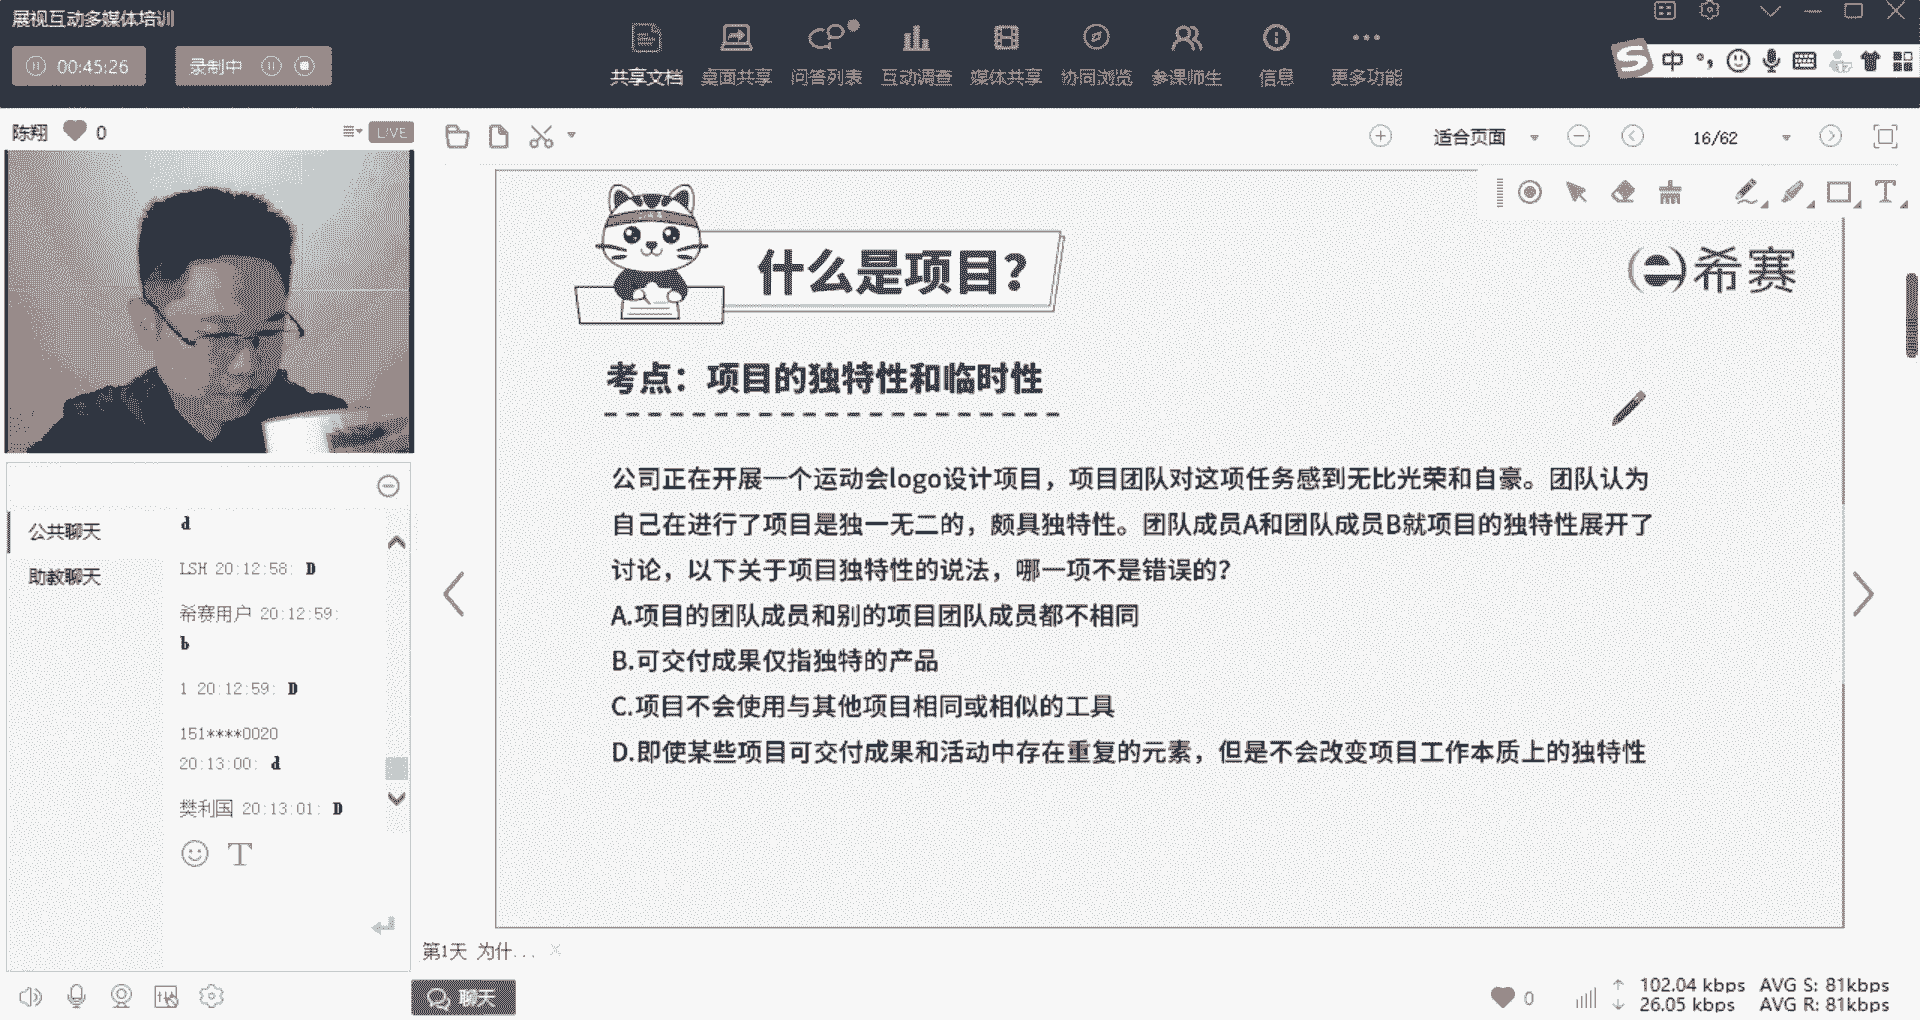 展视互动多媒体培训
00:45:26
录制中
共享文档
桌面共享
问答列表
互动调查
媒体共享
协同浏览
参课师生
信息
更多功能
中
陈翔 0
LIVE
适合页面
16/62
什么是项目？
希赛
考点：项目的独特性和临时性
公司正在开展一个运动会logo设计项目，项目团队对这项任务感到无比光荣和自豪。团队认为
自己在进行了项目是独一无二的，颇具独特性。团队成员A和团队成员B就项目的独特性展开了
讨论，以下关于项目独特性的说法，哪一项不是错误的？
A.项目的团队成员和别的项目团队成员都不相同
B.可交付成果仅指独特的产品
C.项目不会使用与其他项目相同或相似的工具
D.即使某些项目可交付成果和活动中存在重复的元素，但是不会改变项目工作本质上的独特性
公共聊天
助教聊天
d
LSH 20:12:58: D
希赛用户 20:12:59:
b
1 20:12:59: D
151****0020
20:13:00: d
樊利国 20:13:01: D
第1天 为什...
聊天
0
102.04 kbps AVG S: 81kbps
26.05 kbps AVG R: 81kbps